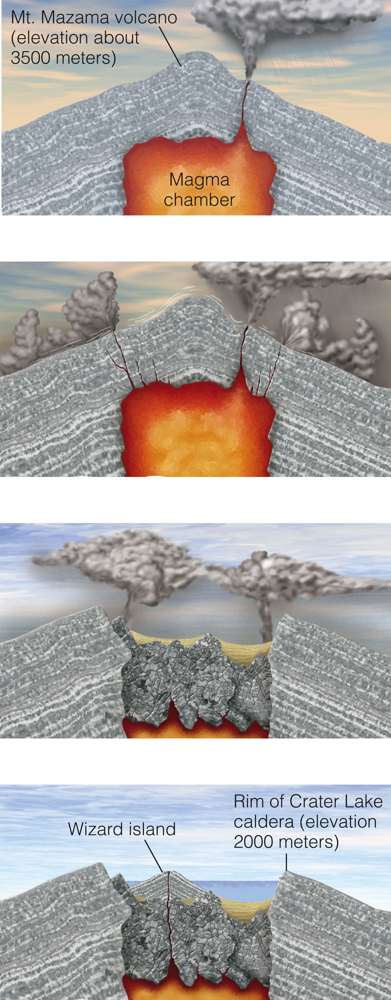 Mt. Mazama volcano
(elevation about
3500 meters)
Magma
chamber
Rim of Crater Lake
caldera (elevation
2000 meters)
Wizard island